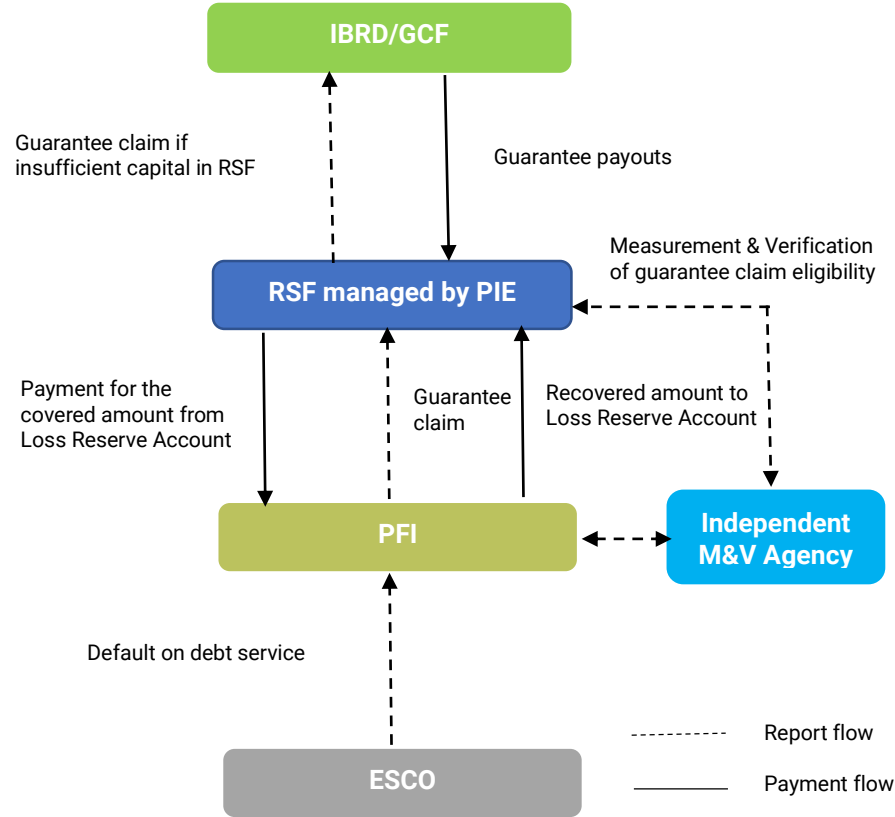 IBRD/GCF
Guarantee claim if
insufficient capital in RSF
Guarantee payouts
Measurement & Verification
of guarantee claim eligibility
RSF managed by PIE
Payment for the
covered amount from
Loss Reserve Account
Guarantee
claim
Recovered amount to
Loss Reserve Account
PFI
Independent
M&V Agency
Default on debt service
Report flow
ESCO
Payment flow